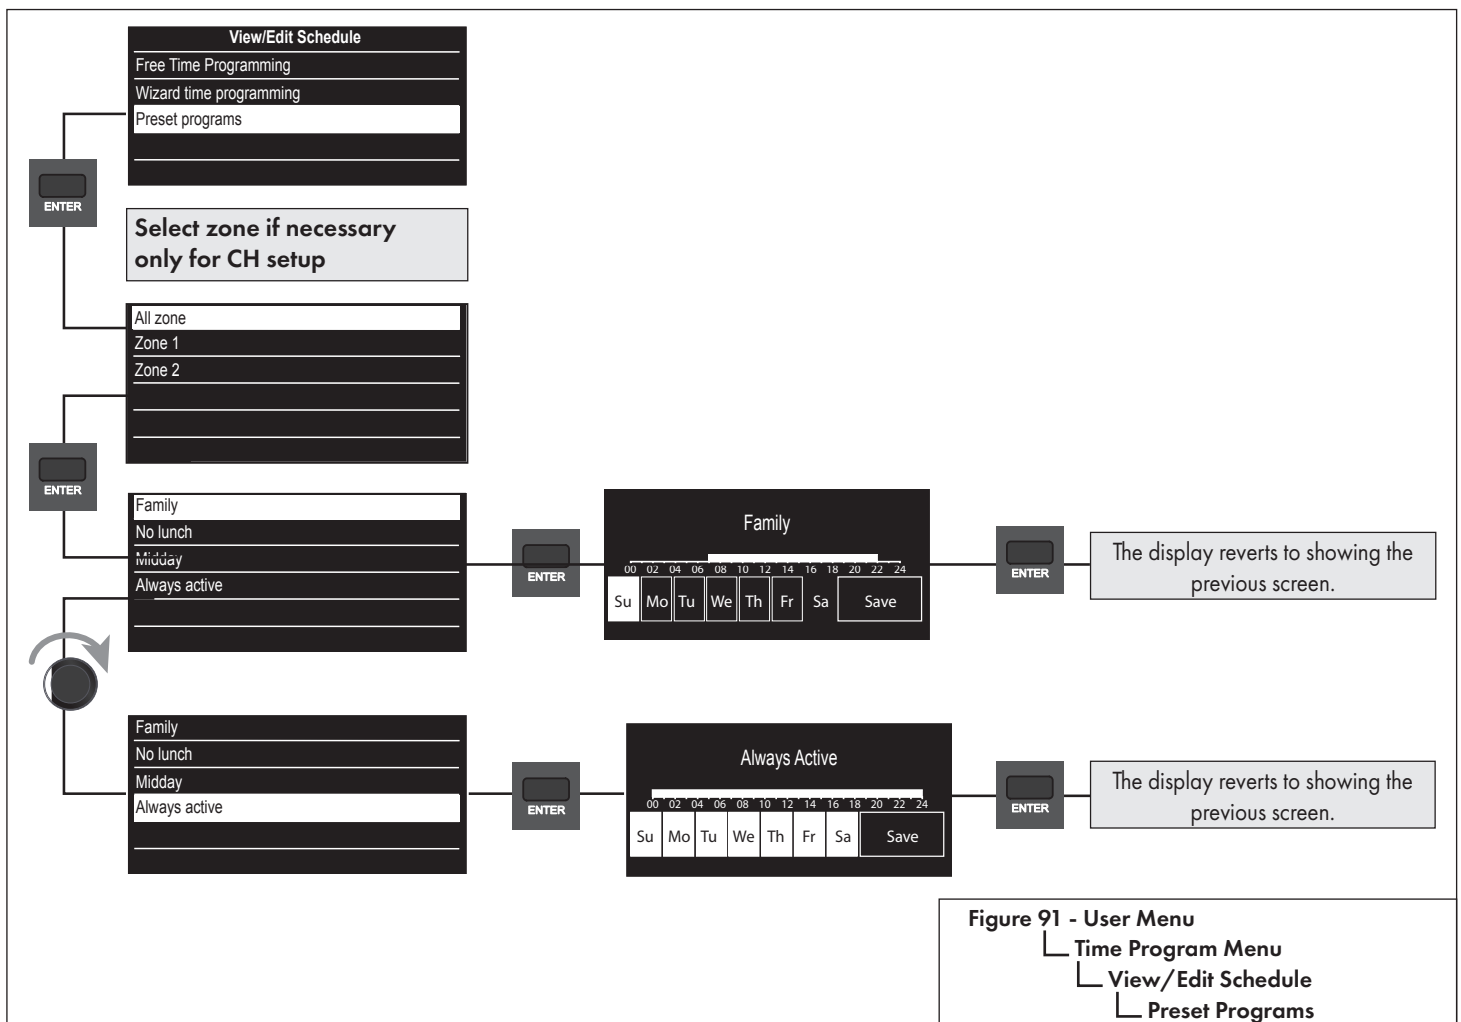 View/Edit Schedule
Free Time Programming
Wizard time programming
Preset programs
ENTER
Select zone if necessary
only for CH setup
All zone
Zone 1
Zone 2
ENTER
Family
No lunch
Midday
Always active
ENTER
Family
00 02 04 06 08 10 12 14 16 18 20 22 24
Su Mo Tu We Th Fr Sa Save
ENTER
The display reverts to showing the
previous screen.
Family
No lunch
Midday
Always active
ENTER
Always Active
00 02 04 06 08 10 12 14 16 18 20 22 24
Su Mo Tu We Th Fr Sa Save
ENTER
The display reverts to showing the
previous screen.
Figure 91 - User Menu
Time Program Menu
View/Edit Schedule
Preset Programs